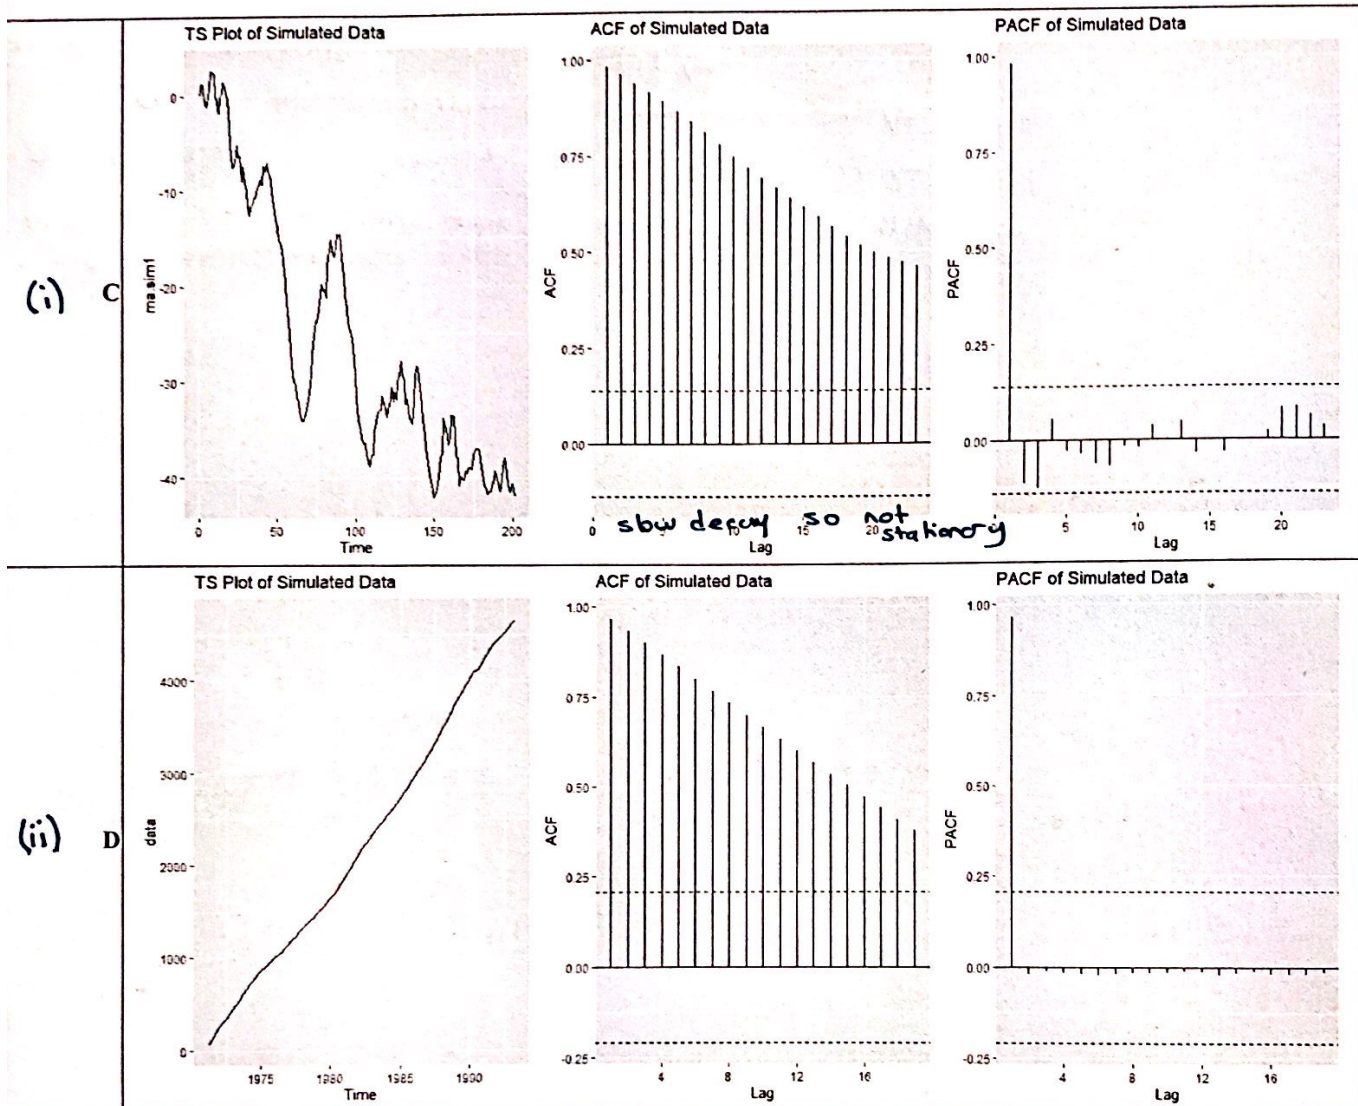 TS Plot of Simulated Data
ACF of Simulated Data
PACF of Simulated Data
(i) C
ma.sim1
0
-10
-20
-30
-40
0 50 100 150 200
Time
ACF
1.00
0.75
0.50
0.25
0.00
0 5 10 15 20
Lag
slow decay so not
stationary
PACF
1.00
0.75
0.50
0.25
0.00
5 10 15 20
Lag
TS Plot of Simulated Data
ACF of Simulated Data
PACF of Simulated Data
(ii) D
data
4000
3000
2000
1000
0
1975 1980 1985 1990
Time
ACF
1.00
0.75
0.50
0.25
0.00
-0.25
4 8 12 16
Lag
PACF
1.00
0.75
0.50
0.25
0.00
-0.25
4 8 12 16
Lag